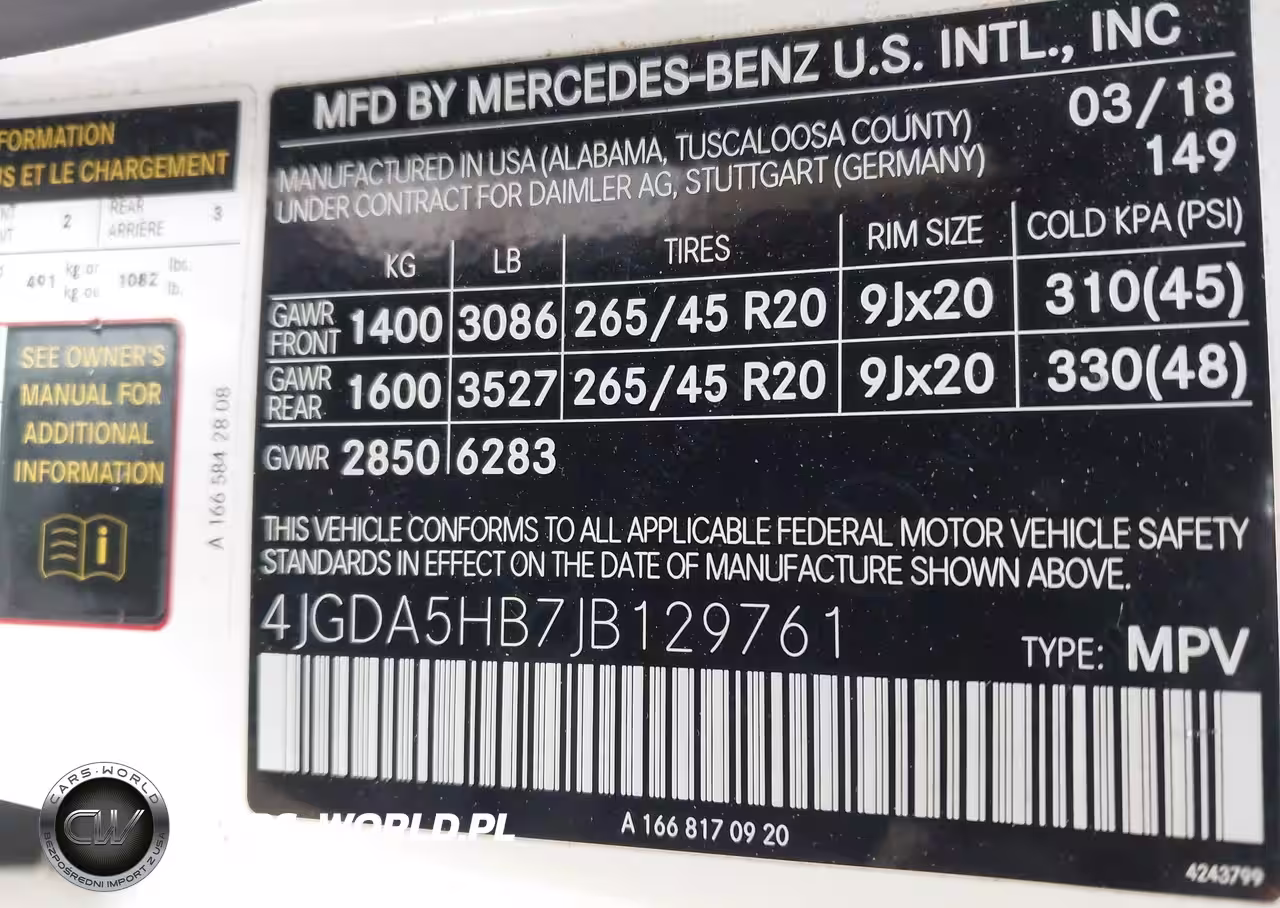 FORMATION
US ET LE CHARGEMENT
2
REAR
ARRIÈRE
3
491
kg or
kg ou
1082
lbs.
lb.
SEE OWNER'S
MANUAL FOR
ADDITIONAL
INFORMATION
A 166 584 28 08
MFD BY MERCEDES-BENZ U.S. INTL., INC
03/18
MANUFACTURED IN USA (ALABAMA, TUSCALOOSA COUNTY)
149
UNDER CONTRACT FOR DAIMLER AG, STUTTGART (GERMANY)
KG LB TIRES RIM SIZE COLD KPA (PSI)
GAWR FRONT 1400 3086 265/45 R20 9Jx20 310(45)
GAWR REAR 1600 3527 265/45 R20 9Jx20 330(48)
GVWR 2850 6283
THIS VEHICLE CONFORMS TO ALL APPLICABLE FEDERAL MOTOR VEHICLE SAFETY
STANDARDS IN EFFECT ON THE DATE OF MANUFACTURE SHOWN ABOVE.
4JGDA5HB7JB129761
TYPE: MPV
A 166 817 09 20
4243799
CARS-WORLD
CW
BEZPOŚREDNI IMPORT Z USA
WORLD.PL